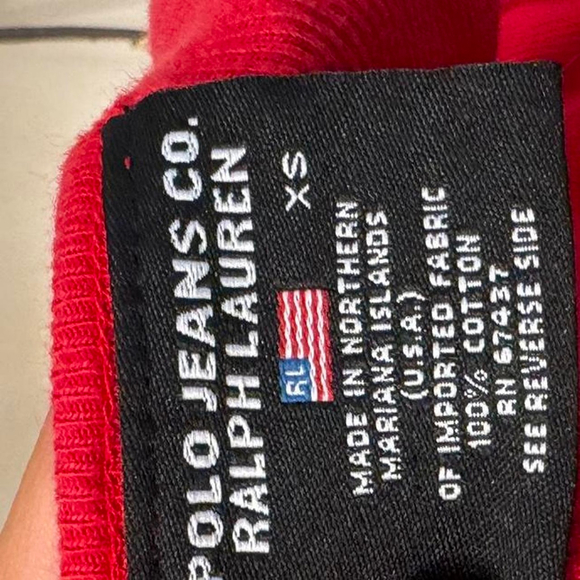 POLO JEANS CO.
RALPH LAUREN
XS
RL
MADE IN NORTHERN
MARIANA ISLANDS
(U.S.A.)
OF IMPORTED FABRIC
100% COTTON
RN 67437
SEE REVERSE SIDE